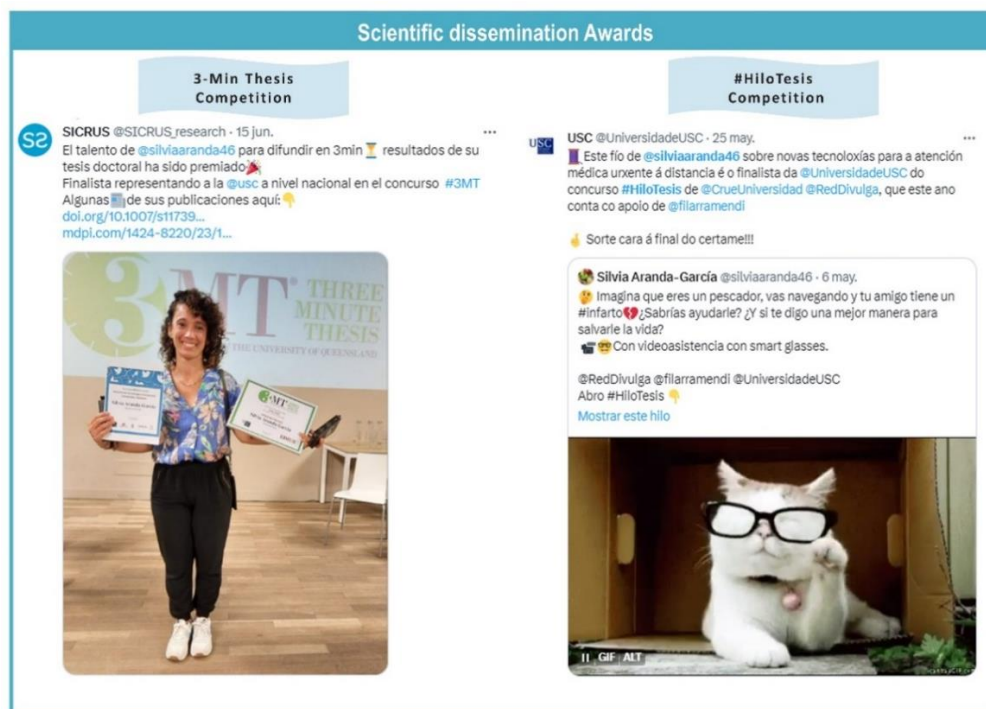 Scientific dissemination Awards
3-Min Thesis
Competition
SICRUS @SICRUS_research · 15 jun.
El talento de @silviaaranda46 para difundir en 3min ⏳ resultados de su
tesis doctoral ha sido premiado🎉
Finalista representando a la @usc a nivel nacional en el concurso #3MT
Algunas 📰 de sus publicaciones aquí:👇
doi.org/10.1007/s11739...
mdpi.com/1424-8220/23/1...
3MT THREE
MINUTE
THESIS
THE UNIVERSITY OF QUEENSLAND
3MT
#HiloTesis
Competition
USC
USC @UniversidadeUSC · 25 may.
🧵Este fío de @silviaaranda46 sobre novas tecnoloxías para a atención
médica urxente á distancia é o finalista da @UniversidadeUSC do
concurso #HiloTesis de @CrueUniversidad @RedDivulga, que este ano
conta co apoio de @filarramendi
🤞 Sorte cara á final do certame!!!
Silvia Aranda-García @silviaaranda46 · 6 may.
🤔 Imagina que eres un pescador, vas navegando y tu amigo tiene un
#infarto💔¿Sabrías ayudarle? ¿Y si te digo una mejor manera para
salvarle la vida?
📹🤓Con videoasistencia con smart glasses.
@RedDivulga @filarramendi @UniversidadeUSC
Abro #HiloTesis 👇
Mostrar este hilo
GIF ALT